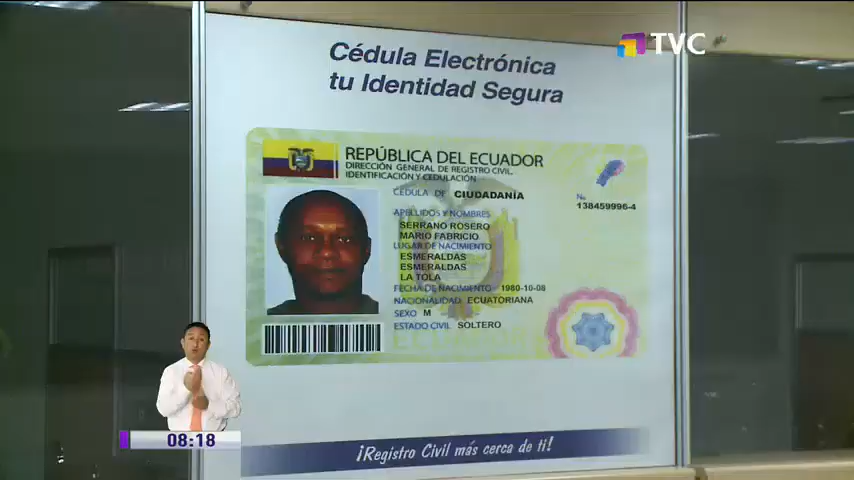 TVC
Cédula Electrónica
tu Identidad Segura
REPÚBLICA DEL ECUADOR
DIRECCIÓN GENERAL DE REGISTRO CIVIL,
IDENTIFICACIÓN Y CEDULACIÓN
CÉDULA DE CIUDADANÍA
No
138459996-4
APELLIDOS Y NOMBRES
SERRANO ROSERO
MARIO FABRICIO
LUGAR DE NACIMIENTO
ESMERALDAS
ESMERALDAS
LA TOLA
FECHA DE NACIMIENTO 1980-10-08
NACIONALIDAD ECUATORIANA
SEXO M
ESTADO CIVIL SOLTERO
ECUADOR
¡Registro Civil más cerca de ti!
08:18